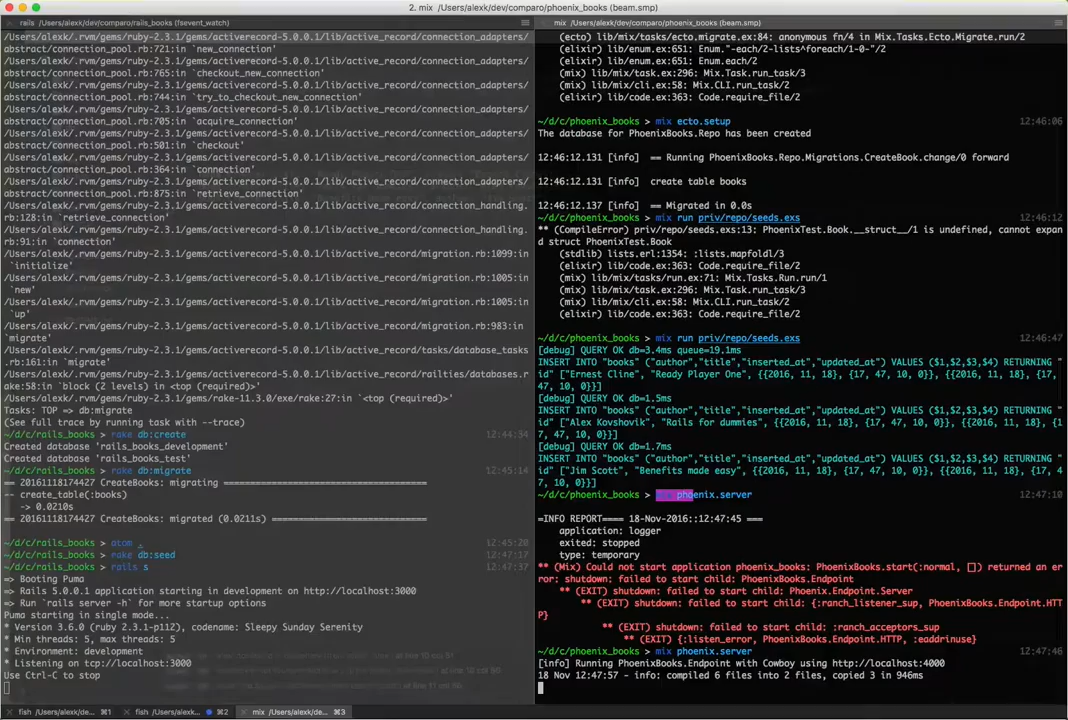 2. mix  /Users/alexk/dev/comparo/phoenix_books (beam.smp)
rails  /Users/alexk/dev/comparo/rails_books (fsevent_watch)
/Users/alexk/.rvm/gems/ruby-2.3.1/gems/activerecord-5.0.0.1/lib/active_record/connection_adapters/
abstract/connection_pool.rb:721:in `new_connection'
/Users/alexk/.rvm/gems/ruby-2.3.1/gems/activerecord-5.0.0.1/lib/active_record/connection_adapters/
abstract/connection_pool.rb:765:in `checkout_new_connection'
/Users/alexk/.rvm/gems/ruby-2.3.1/gems/activerecord-5.0.0.1/lib/active_record/connection_adapters/
abstract/connection_pool.rb:744:in `try_to_checkout_new_connection'
/Users/alexk/.rvm/gems/ruby-2.3.1/gems/activerecord-5.0.0.1/lib/active_record/connection_adapters/
abstract/connection_pool.rb:705:in `acquire_connection'
/Users/alexk/.rvm/gems/ruby-2.3.1/gems/activerecord-5.0.0.1/lib/active_record/connection_adapters/
abstract/connection_pool.rb:501:in `checkout'
/Users/alexk/.rvm/gems/ruby-2.3.1/gems/activerecord-5.0.0.1/lib/active_record/connection_adapters/
abstract/connection_pool.rb:364:in `connection'
/Users/alexk/.rvm/gems/ruby-2.3.1/gems/activerecord-5.0.0.1/lib/active_record/connection_adapters/
abstract/connection_pool.rb:875:in `retrieve_connection'
/Users/alexk/.rvm/gems/ruby-2.3.1/gems/activerecord-5.0.0.1/lib/active_record/connection_handling.
rb:128:in `retrieve_connection'
/Users/alexk/.rvm/gems/ruby-2.3.1/gems/activerecord-5.0.0.1/lib/active_record/connection_handling.
rb:91:in `connection'
/Users/alexk/.rvm/gems/ruby-2.3.1/gems/activerecord-5.0.0.1/lib/active_record/migration.rb:1099:in
`initialize'
/Users/alexk/.rvm/gems/ruby-2.3.1/gems/activerecord-5.0.0.1/lib/active_record/migration.rb:1005:in
`new'
/Users/alexk/.rvm/gems/ruby-2.3.1/gems/activerecord-5.0.0.1/lib/active_record/migration.rb:1005:in
`up'
/Users/alexk/.rvm/gems/ruby-2.3.1/gems/activerecord-5.0.0.1/lib/active_record/migration.rb:983:in
`migrate'
/Users/alexk/.rvm/gems/ruby-2.3.1/gems/activerecord-5.0.0.1/lib/active_record/tasks/database_tasks
.rb:161:in `migrate'
/Users/alexk/.rvm/gems/ruby-2.3.1/gems/activerecord-5.0.0.1/lib/active_record/railties/databases.r
ake:58:in `block (2 levels) in <top (required)>'
/Users/alexk/.rvm/gems/ruby-2.3.1/gems/rake-11.3.0/exe/rake:27:in `<top (required)>'
Tasks: TOP => db:migrate
(See full trace by running task with --trace)
~/d/c/rails_books > rake db:create 12:44:34
Created database 'rails_books_development'
Created database 'rails_books_test'
~/d/c/rails_books > rake db:migrate 12:45:14
== 20161118174427 CreateBooks: migrating ======================================
-- create_table(:books)
   -> 0.0210s
== 20161118174427 CreateBooks: migrated (0.0211s) =============================
~/d/c/rails_books > atom . 12:45:20
~/d/c/rails_books > rake db:seed 12:47:17
~/d/c/rails_books > rails s 12:47:37
=> Booting Puma
=> Rails 5.0.0.1 application starting in development on http://localhost:3000
=> Run `rails server -h` for more startup options
Puma starting in single mode...
* Version 3.6.0 (ruby 2.3.1-p112), codename: Sleepy Sunday Serenity
* Min threads: 5, max threads: 5
* Environment: development
* Listening on tcp://localhost:3000
Use Ctrl-C to stop
mix  /Users/alexk/dev/comparo/phoenix_books (beam.smp)
(ecto) lib/mix/tasks/ecto.migrate.ex:84: anonymous fn/4 in Mix.Tasks.Ecto.Migrate.run/2
(elixir) lib/enum.ex:651: Enum."-each/2-lists^foreach/1-0-"/2
(elixir) lib/enum.ex:651: Enum.each/2
(mix) lib/mix/task.ex:296: Mix.Task.run_task/3
(mix) lib/mix/cli.ex:58: Mix.CLI.run_task/2
(elixir) lib/code.ex:363: Code.require_file/2
~/d/c/phoenix_books > mix ecto.setup 12:46:06
The database for PhoenixBooks.Repo has been created
12:46:12.131 [info]  == Running PhoenixBooks.Repo.Migrations.CreateBook.change/0 forward
12:46:12.131 [info]  create table books
12:46:12.137 [info]  == Migrated in 0.0s
~/d/c/phoenix_books > mix run priv/repo/seeds.exs 12:46:12
** (CompileError) priv/repo/seeds.exs:13: PhoenixTest.Book.__struct__/1 is undefined, cannot expan
d struct PhoenixTest.Book
(stdlib) lists.erl:1354: :lists.mapfoldl/3
(elixir) lib/code.ex:363: Code.require_file/2
(mix) lib/mix/tasks/run.ex:71: Mix.Tasks.Run.run/1
(mix) lib/mix/task.ex:296: Mix.Task.run_task/3
(mix) lib/mix/cli.ex:58: Mix.CLI.run_task/2
(elixir) lib/code.ex:363: Code.require_file/2
~/d/c/phoenix_books > mix run priv/repo/seeds.exs 12:46:47
[debug] QUERY OK db=3.4ms queue=19.1ms
INSERT INTO "books" ("author","title","inserted_at","updated_at") VALUES ($1,$2,$3,$4) RETURNING "
id" ["Ernest Cline", "Ready Player One", {{2016, 11, 18}, {17, 47, 10, 0}}, {{2016, 11, 18}, {17,
47, 10, 0}}]
[debug] QUERY OK db=1.5ms
INSERT INTO "books" ("author","title","inserted_at","updated_at") VALUES ($1,$2,$3,$4) RETURNING "
id" ["Alex Kovshovik", "Rails for dummies", {{2016, 11, 18}, {17, 47, 10, 0}}, {{2016, 11, 18}, {1
7, 47, 10, 0}}]
[debug] QUERY OK db=1.7ms
INSERT INTO "books" ("author","title","inserted_at","updated_at") VALUES ($1,$2,$3,$4) RETURNING "
id" ["Jim Scott", "Benefits made easy", {{2016, 11, 18}, {17, 47, 10, 0}}, {{2016, 11, 18}, {17, 4
7, 10, 0}}]
~/d/c/phoenix_books > mix phoenix.server 12:47:10
=INFO REPORT==== 18-Nov-2016::12:47:45 ===
application: logger
exited: stopped
type: temporary
** (Mix) Could not start application phoenix_books: PhoenixBooks.start(:normal, []) returned an er
ror: shutdown: failed to start child: PhoenixBooks.Endpoint
** (EXIT) shutdown: failed to start child: Phoenix.Endpoint.Server
** (EXIT) shutdown: failed to start child: {:ranch_listener_sup, PhoenixBooks.Endpoint.HTT
P}
** (EXIT) shutdown: failed to start child: :ranch_acceptors_sup
** (EXIT) {:listen_error, PhoenixBooks.Endpoint.HTTP, :eaddrinuse}
~/d/c/phoenix_books > mix phoenix.server 12:47:46
[info] Running PhoenixBooks.Endpoint with Cowboy using http://localhost:4000
18 Nov 12:47:57 - info: compiled 6 files into 2 files, copied 3 in 946ms
fish  /Users/alexk/de... ⌘1
fish  /Users/alexk... ⌘2
mix  /Users/alexk/de... ⌘3